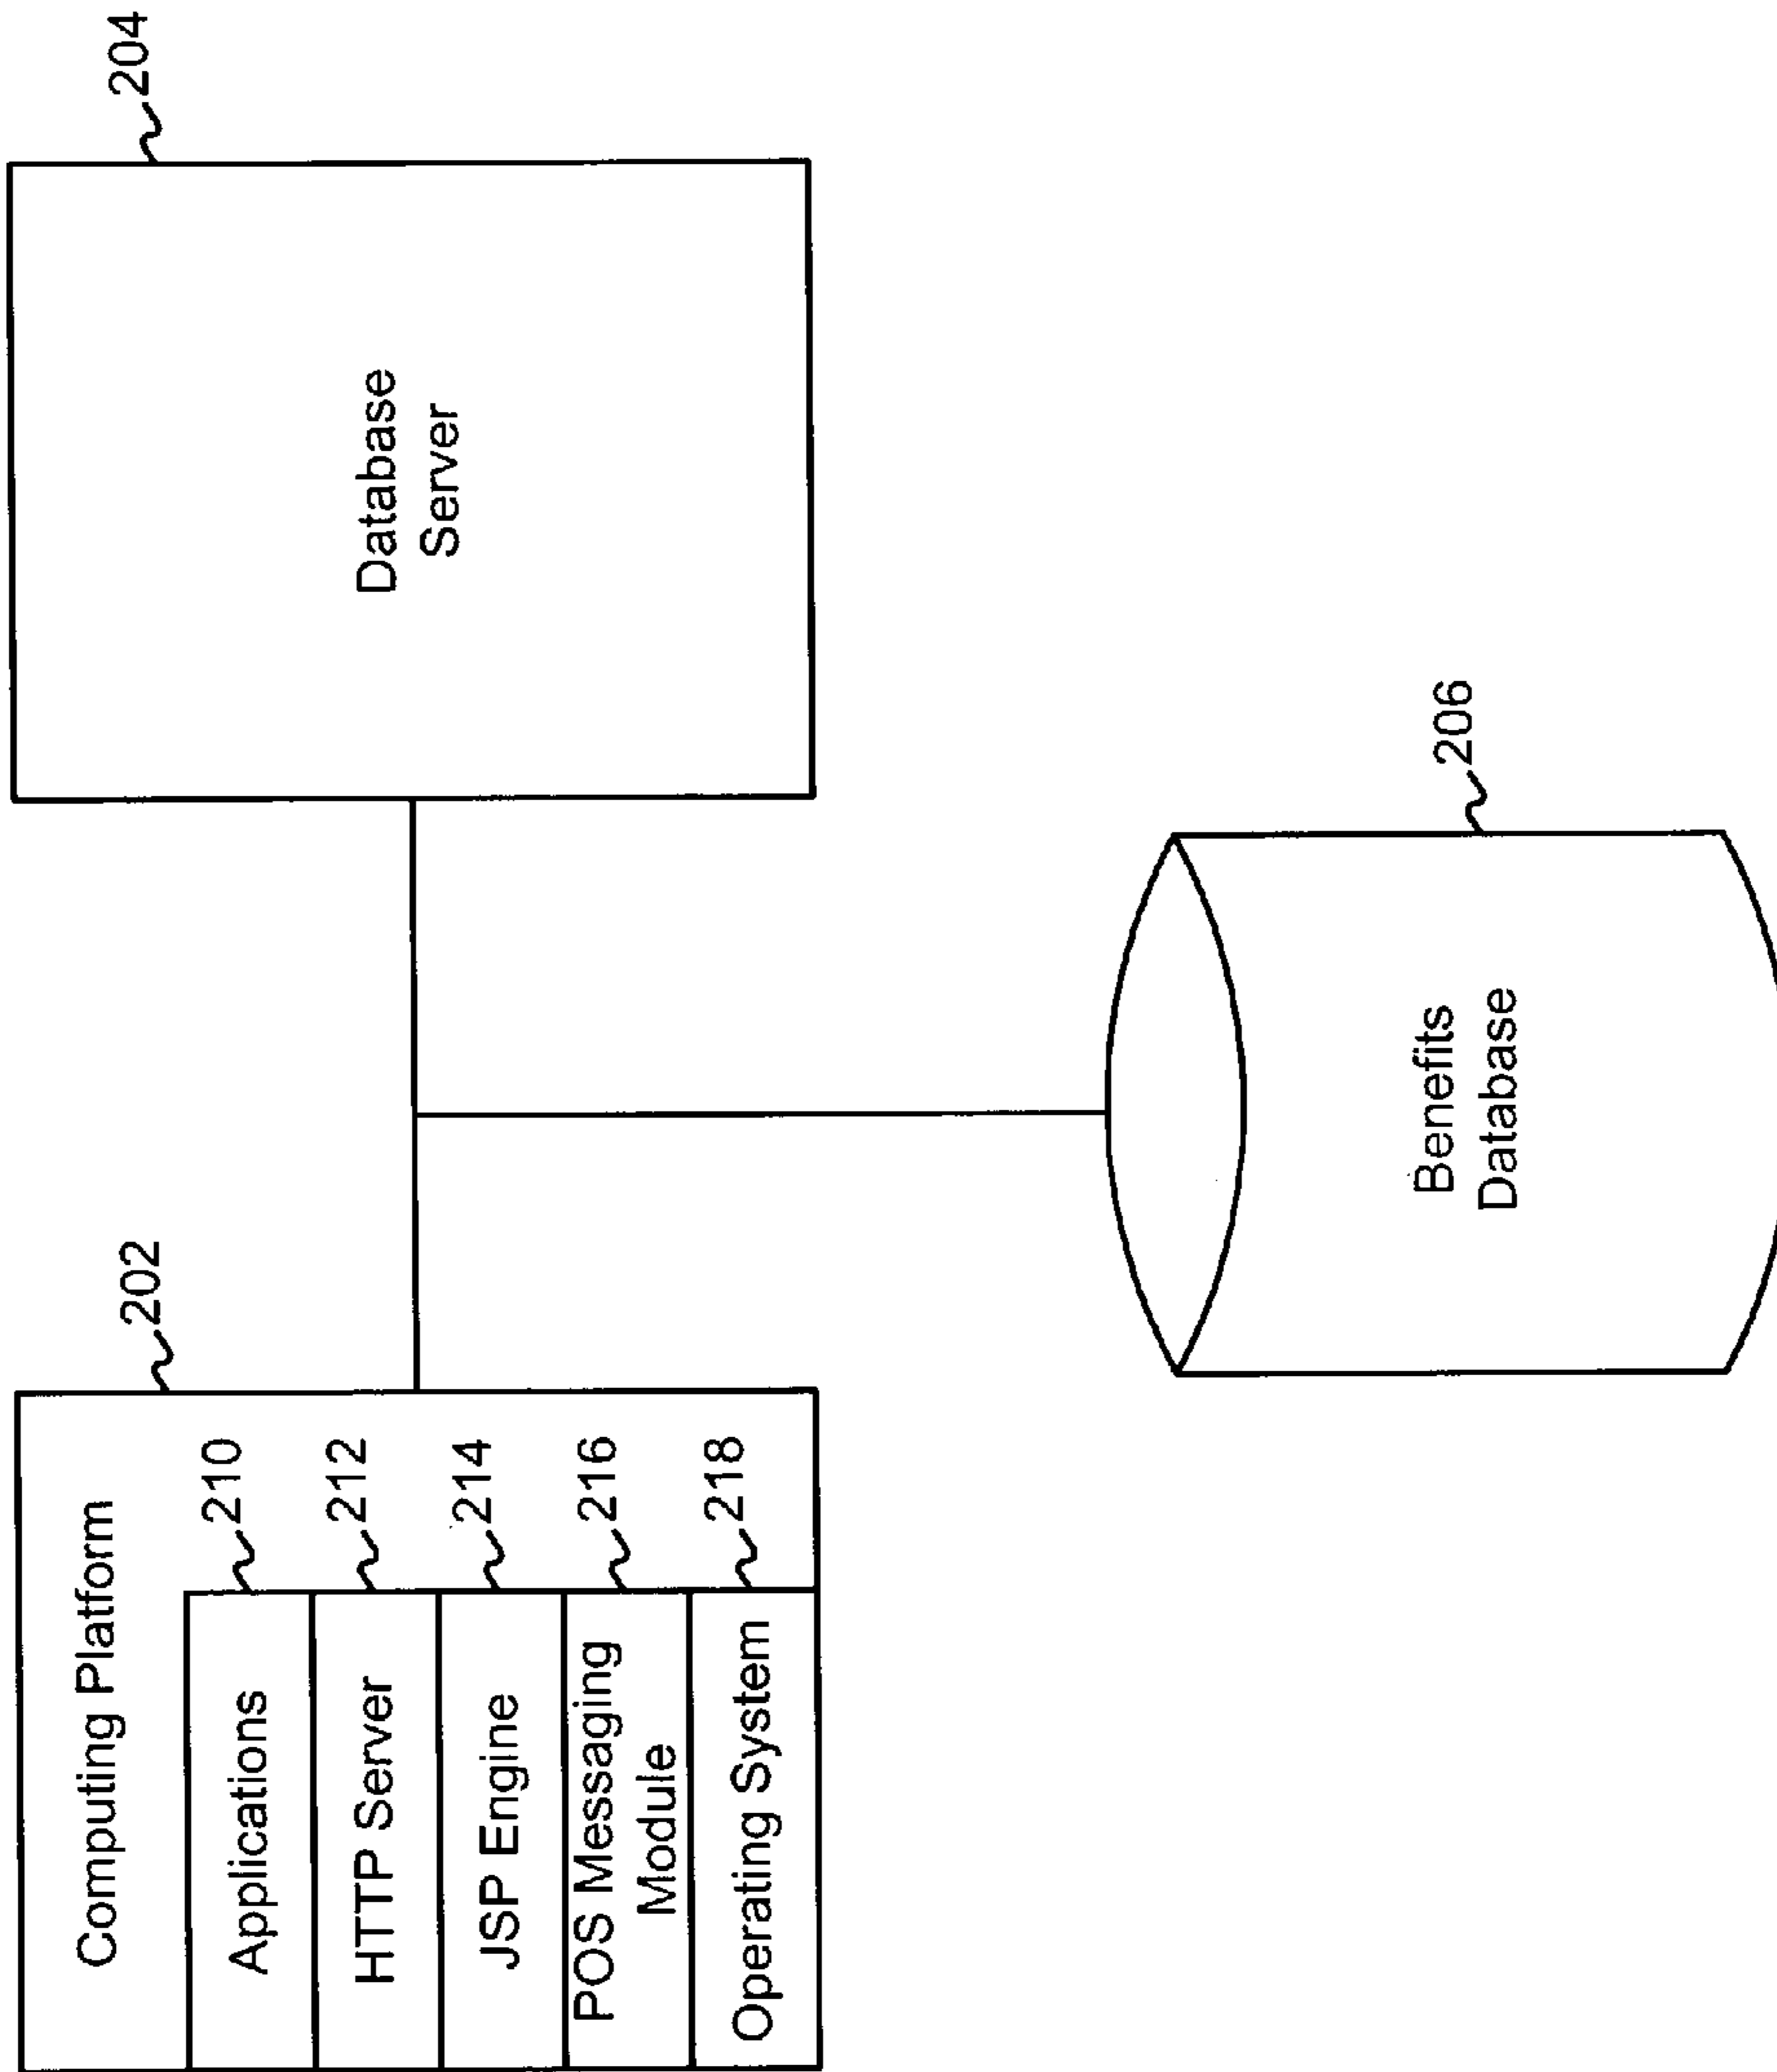 Computing Platform
202
Applications
210
HTTP Server
212
JSP Engine
214
POS Messaging
Module
216
Operating System
218
Database
Server
204
Benefits
Database
206